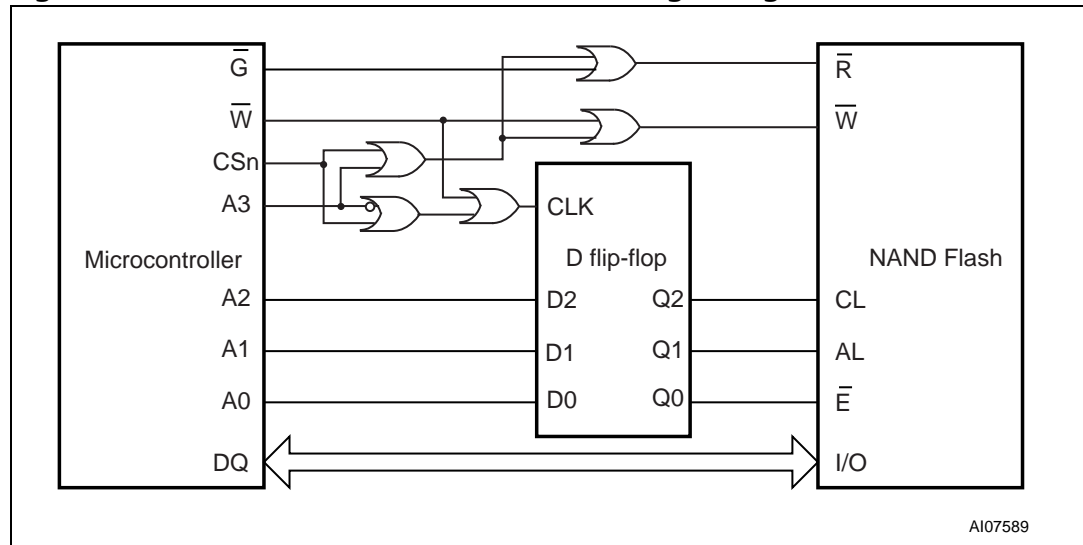 G̅ R̅
W̅ W̅
CSn
A3 CLK
Microcontroller D flip-flop NAND Flash
A2 D2 Q2 CL
A1 D1 Q1 AL
A0 D0 Q0 E̅
DQ I/O
AI07589